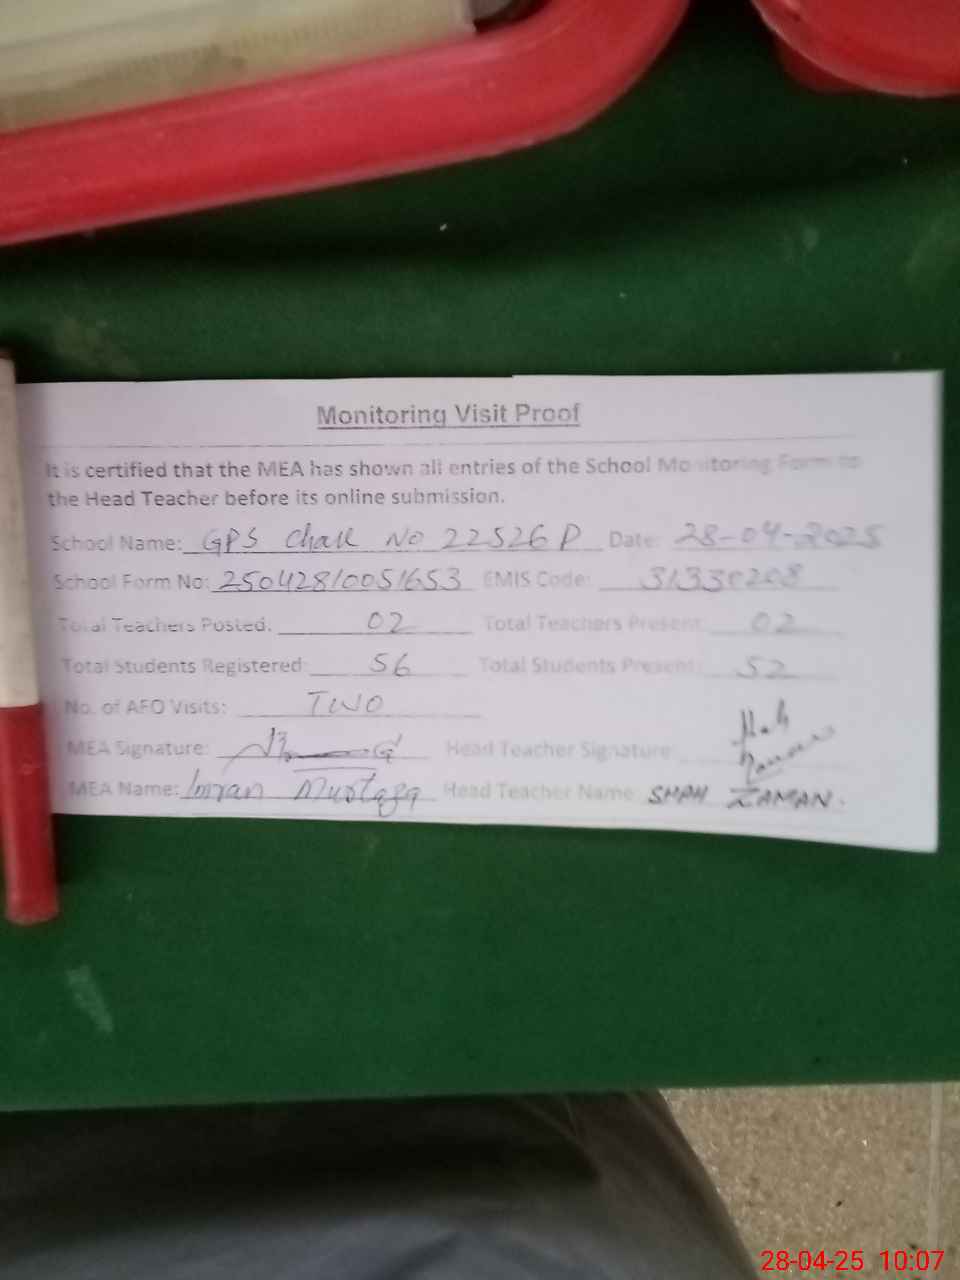 Monitoring Visit Proof
It is certified that the MEA has shown all entries of the School Monitoring Form to
the Head Teacher before its online submission.
School Name: GPS Chak No 22526 P Date: 28-04-2025
School Form No: 25042810051653 EMIS Code: 31330208
Total Teachers Posted: 02 Total Teachers Present: 02
Total Students Registered: 56 Total Students Present: 52
No. of AEO Visits: TWO
MEA Signature: Head Teacher Signature:
MEA Name: Imran Mustafa Head Teacher Name: SHAH ZAMAN.
28-04-25 10:07